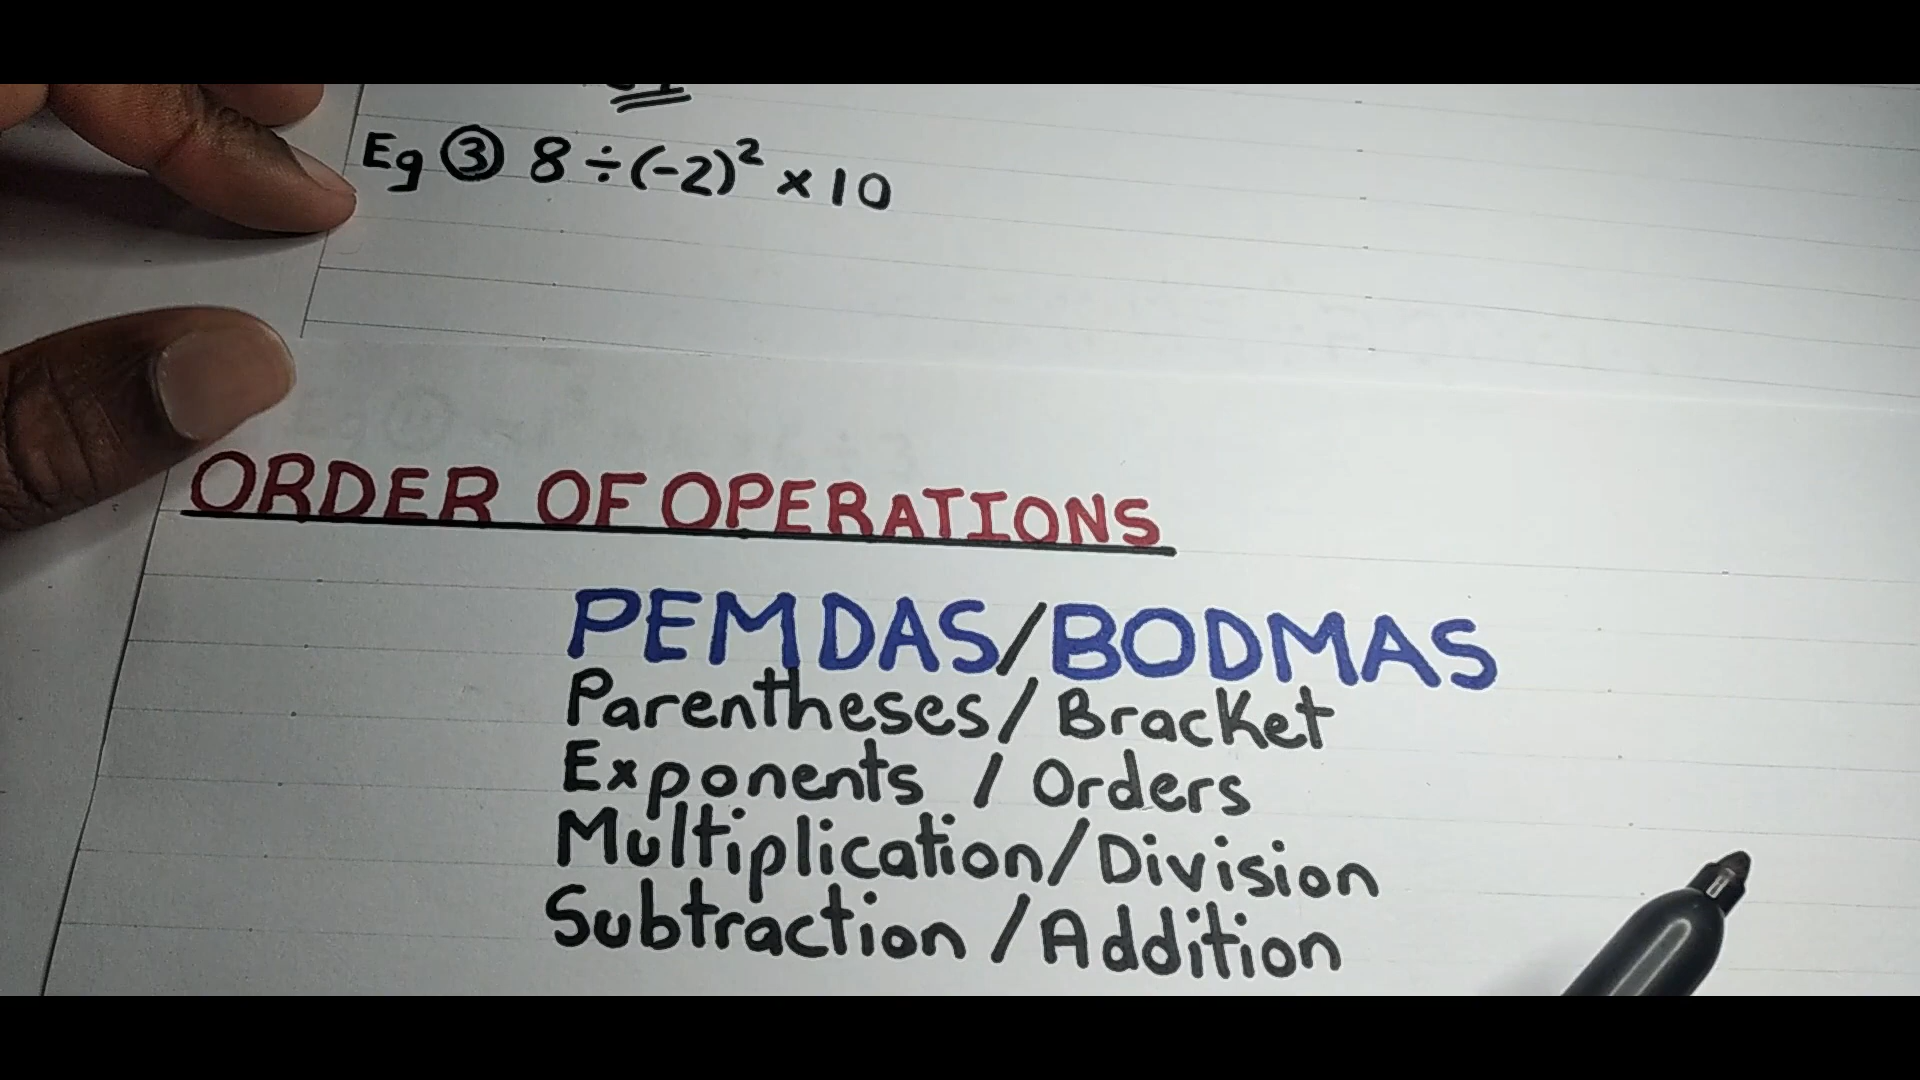 Eg ③ 8 ÷ (-2)² × 10
ORDER OF OPERATIONS
PEMDAS/BODMAS
Parentheses/Bracket
Exponents / Orders
Multiplication/Division
Subtraction/Addition